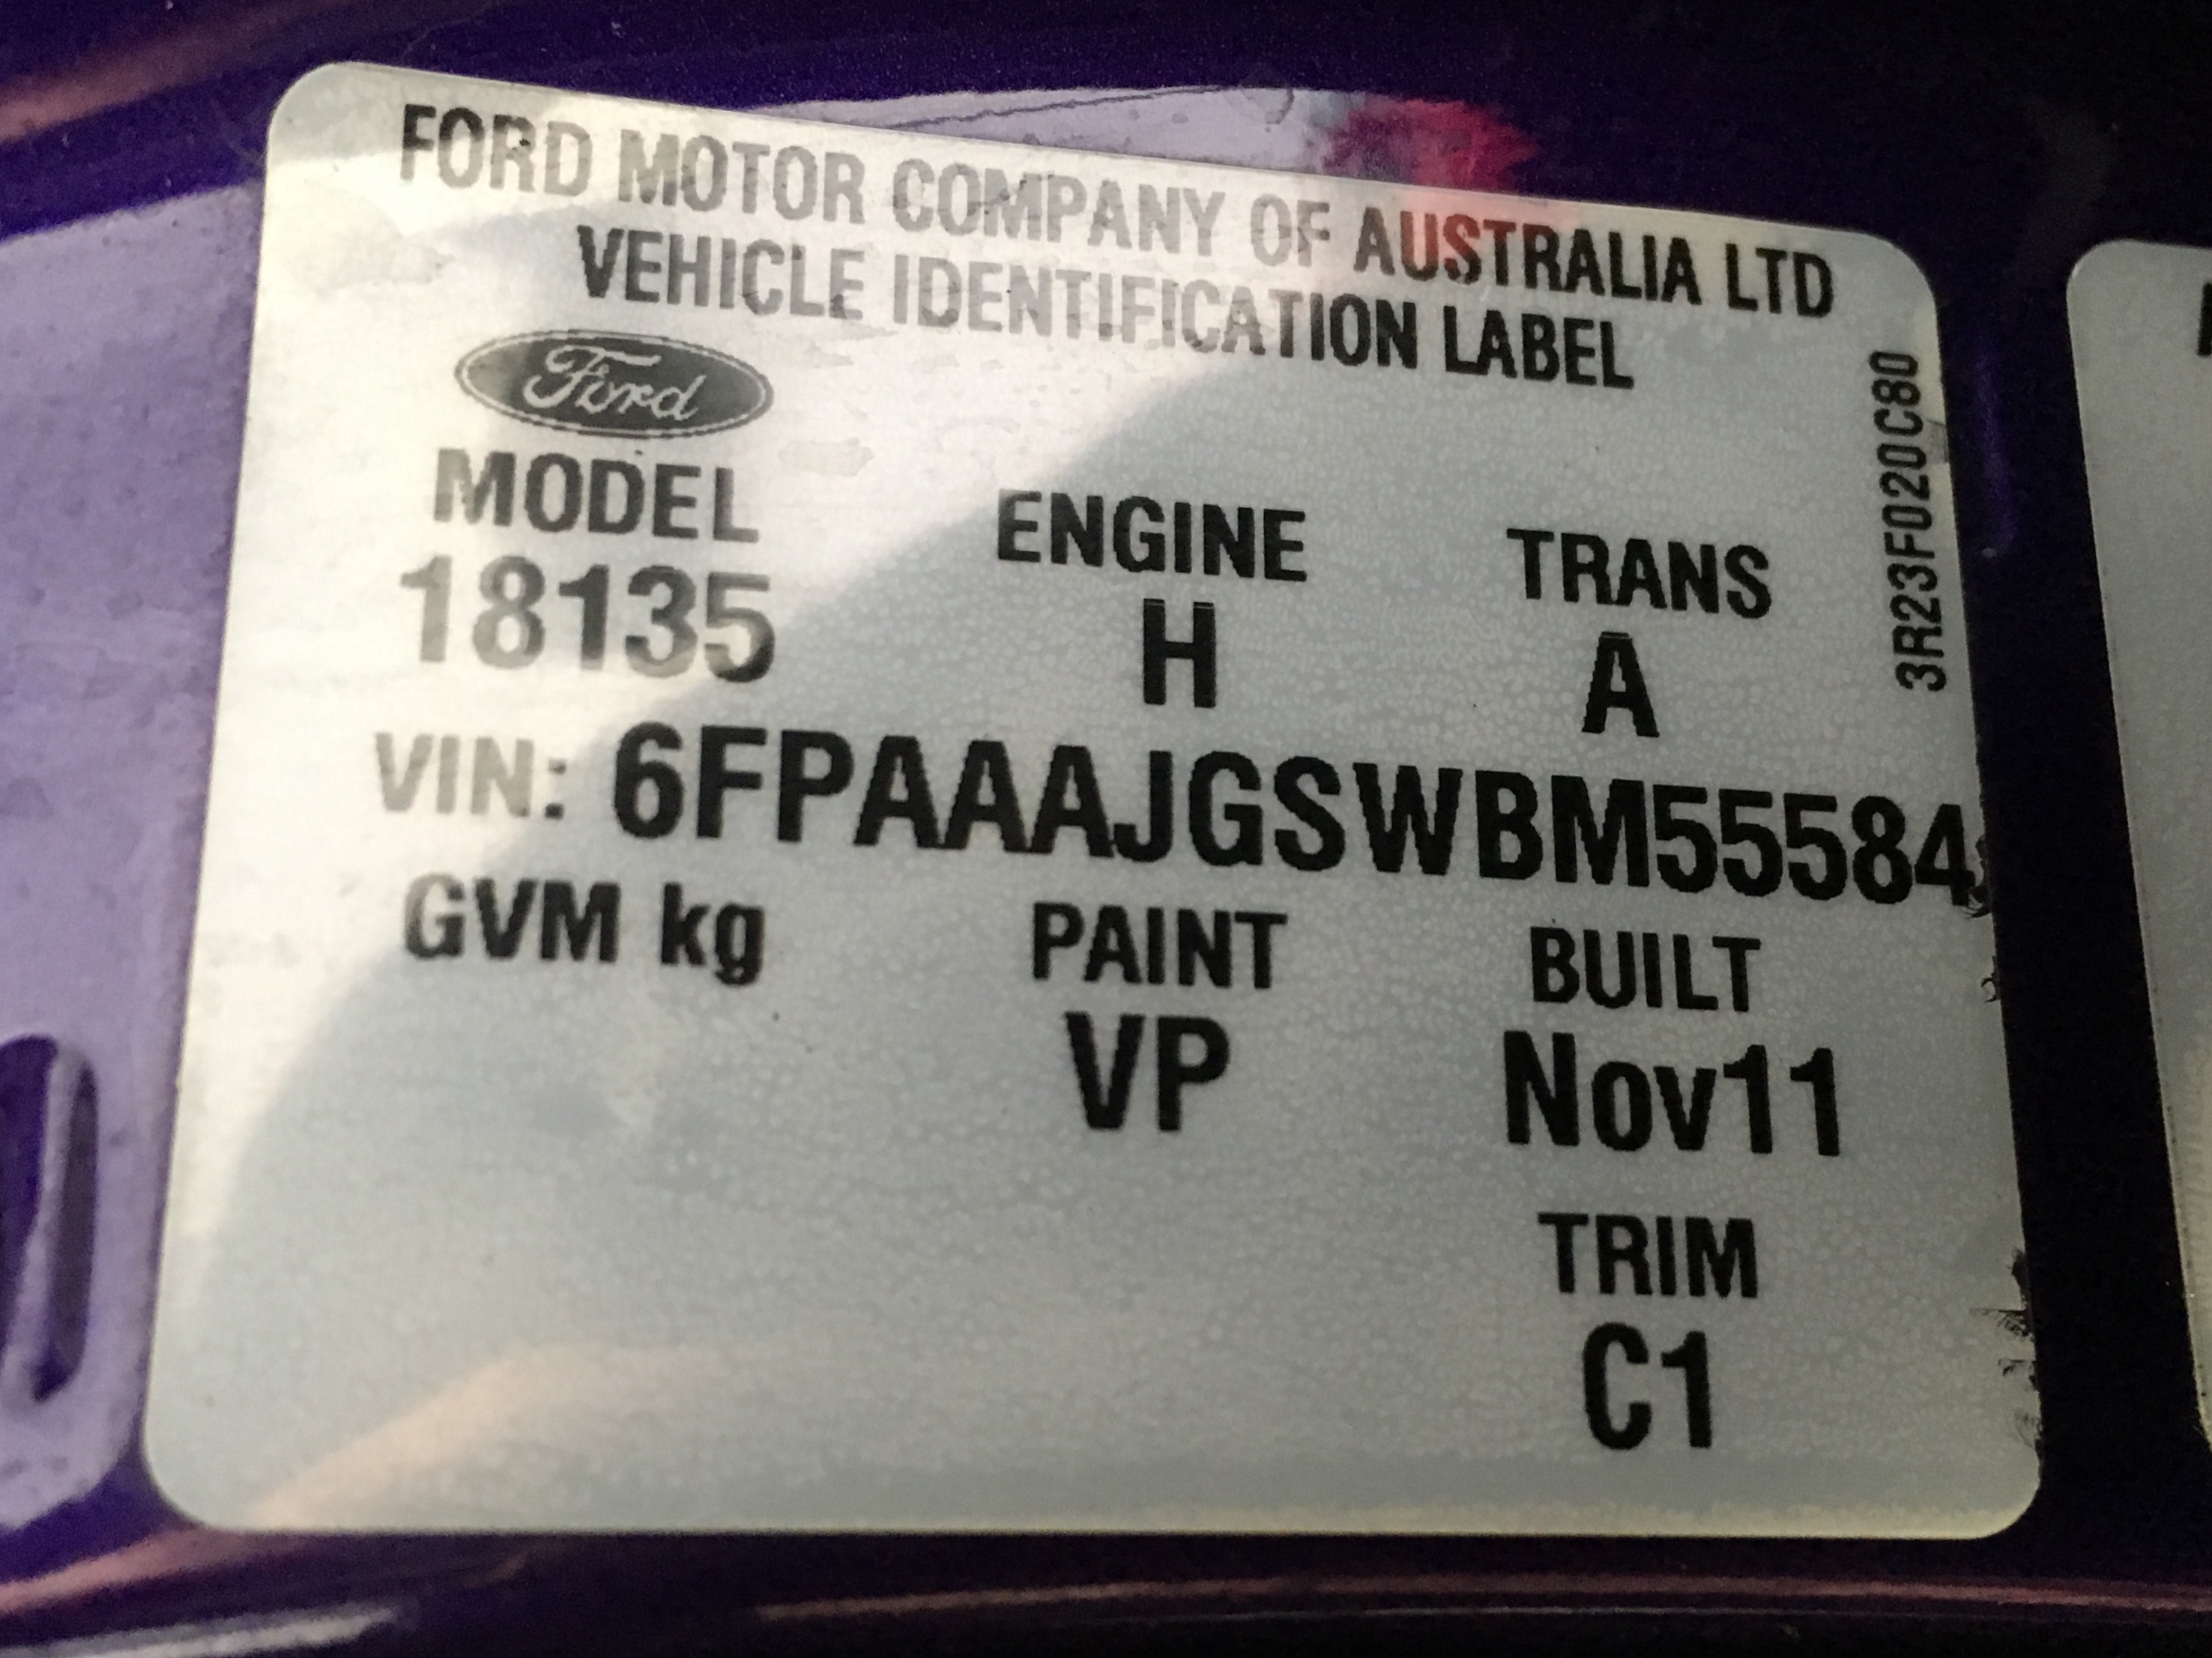 FORD MOTOR COMPANY OF AUSTRALIA LTD
VEHICLE IDENTIFICATION LABEL
Ford
3R23F020C80
MODEL ENGINE TRANS
18135 H A
VIN: 6FPAAAJGSWBM55584
GVM kg PAINT BUILT
VP Nov11
TRIM
C1